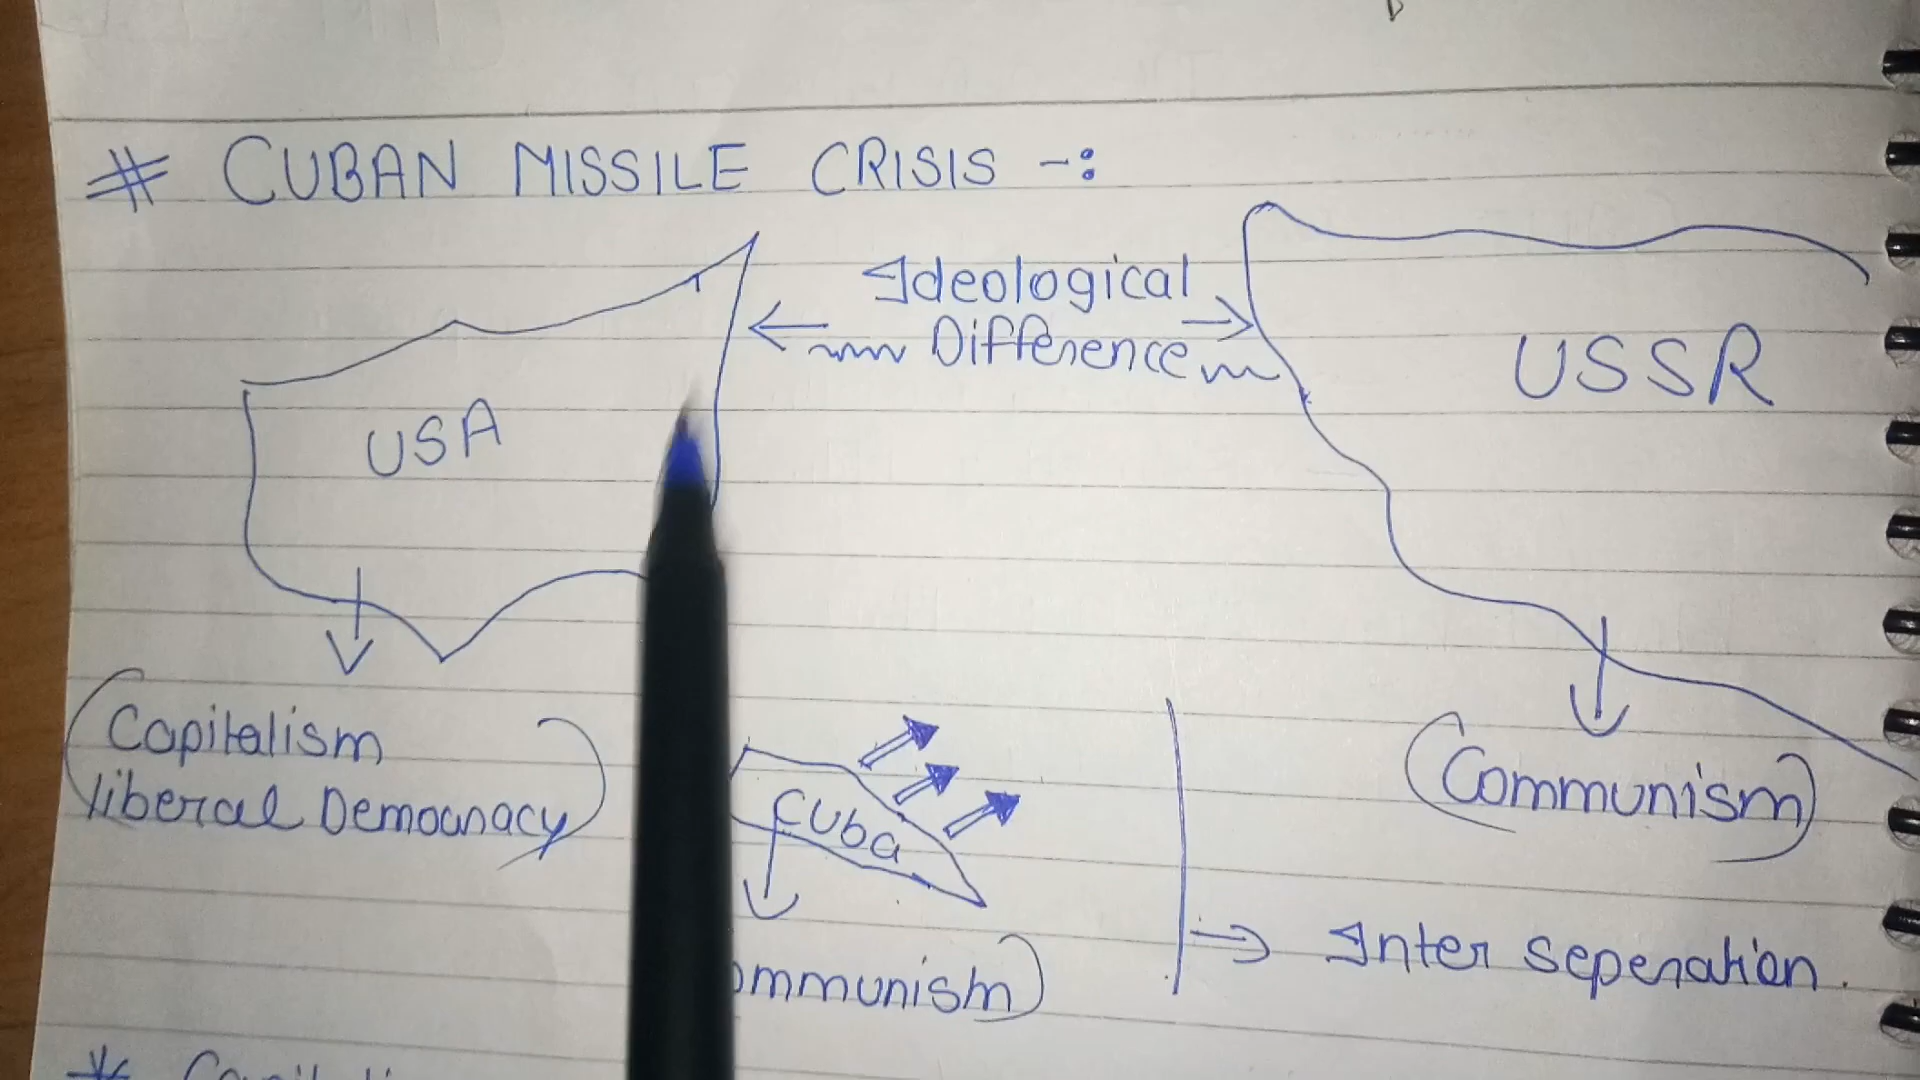 # CUBAN MISSILE CRISIS -:
Ideological
Difference
USA
USSR
Capitalism
liberal Democracy
Cuba
(Communism)
ommunism)
Inter seperation.